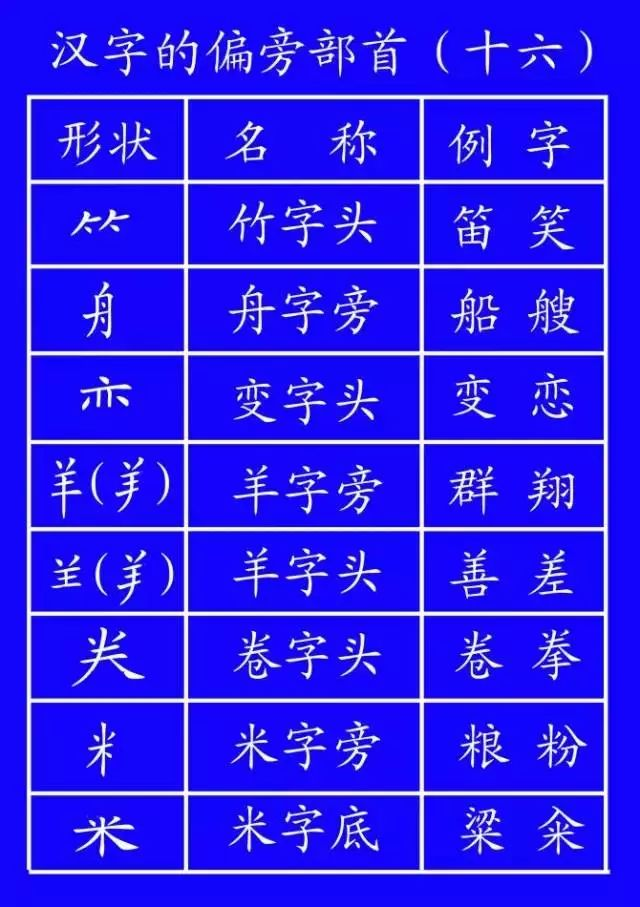 汉字的偏旁部首（十六）
形状 名称 例字
⺮ 竹字头 笛 笑
舟 舟字旁 船 艘
亦 变字头 变 恋
羊(⺶) 羊字旁 群 翔
⺷(⺶) 羊字头 善 差
龹 卷字头 卷 拳
米 米字旁 粮 粉
米 米字底 粱 籴